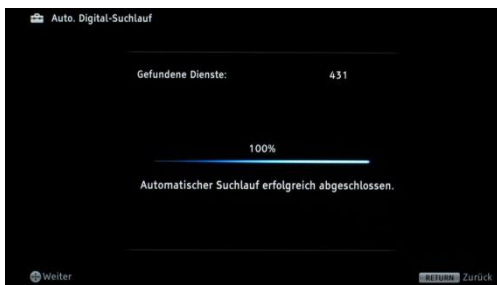 Auto. Digital-Suchlauf
Gefundene Dienste: 431
100%
Automatischer Suchlauf erfolgreich abgeschlossen.
Weiter RETURN Zurück